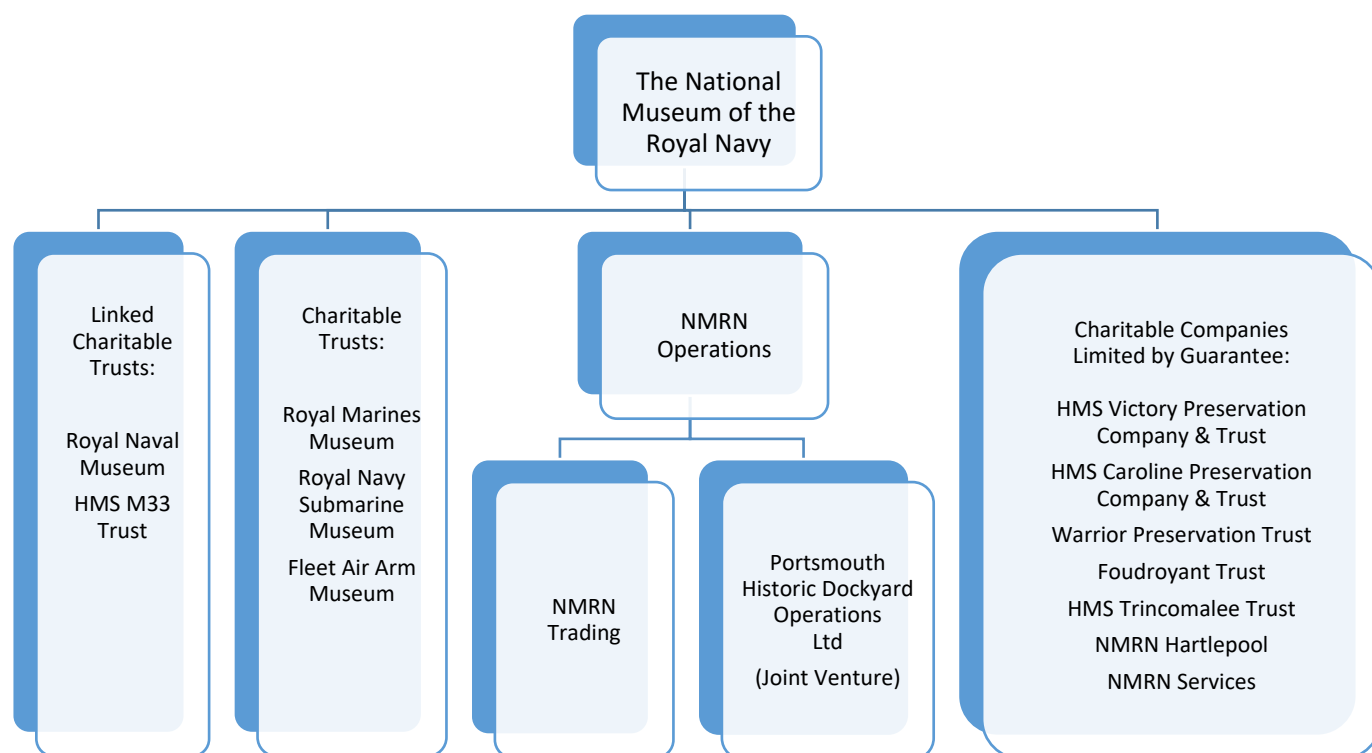 The National
Museum of the
Royal Navy
Linked
Charitable
Trusts:
Royal Naval
Museum
HMS M33
Trust
Charitable
Trusts:
Royal Marines
Museum
Royal Navy
Submarine
Museum
Fleet Air Arm
Museum
NMRN
Operations
NMRN
Trading
Portsmouth
Historic Dockyard
Operations
Ltd
(Joint Venture)
Charitable Companies
Limited by Guarantee:
HMS Victory Preservation
Company & Trust
HMS Caroline Preservation
Company & Trust
Warrior Preservation Trust
Foudroyant Trust
HMS Trincomalee Trust
NMRN Hartlepool
NMRN Services